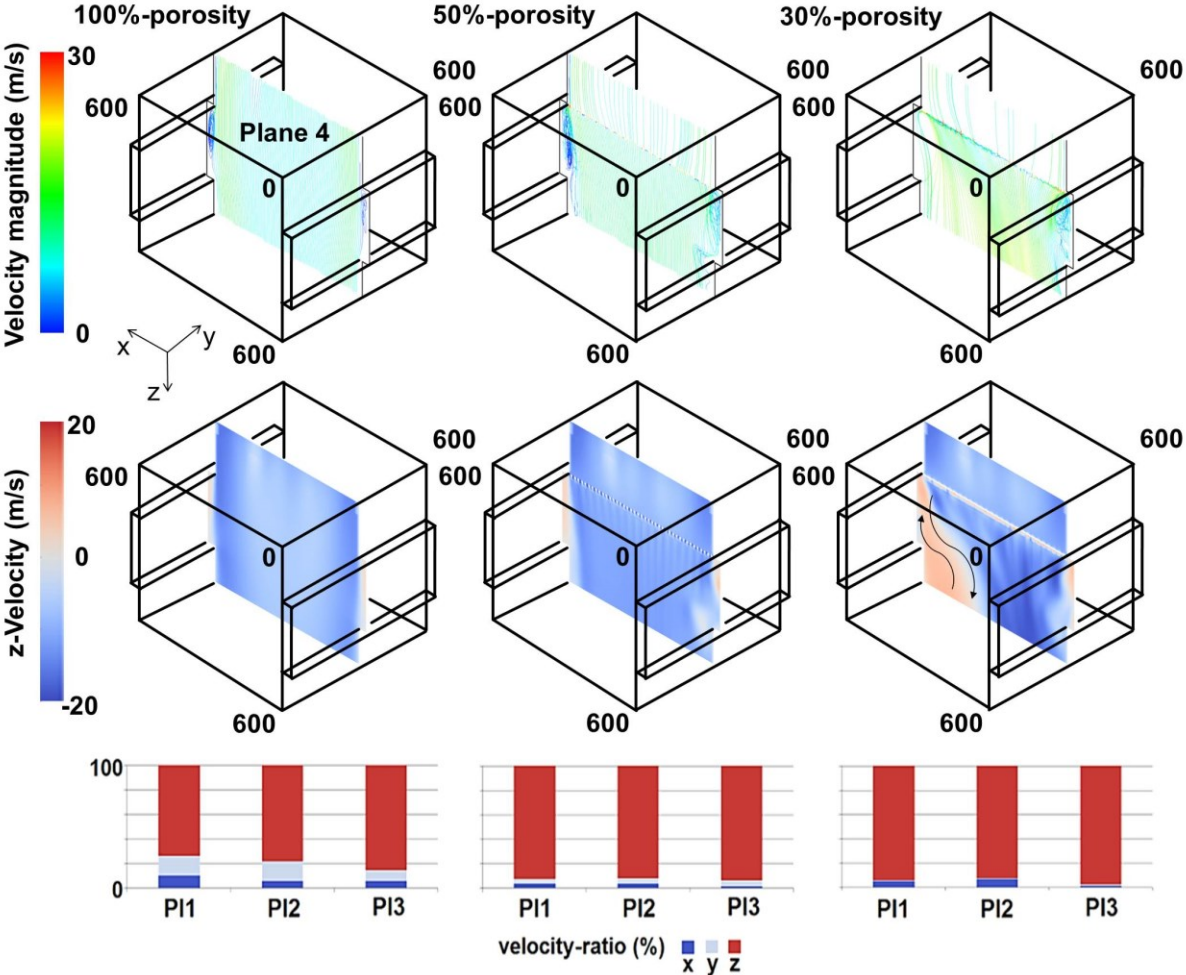 100%-porosity 50%-porosity 30%-porosity
Velocity magnitude (m/s)
30
600 600 600
600 600 600
Plane 4
0 0 0
0
x y z
600 600 600
z-Velocity (m/s)
20
600 600 600
600 600 600
0
0 0 0
-20
600 600 600
100
0
PI1 PI2 PI3 PI1 PI2 PI3 PI1 PI2 PI3
velocity-ratio (%)
x y z